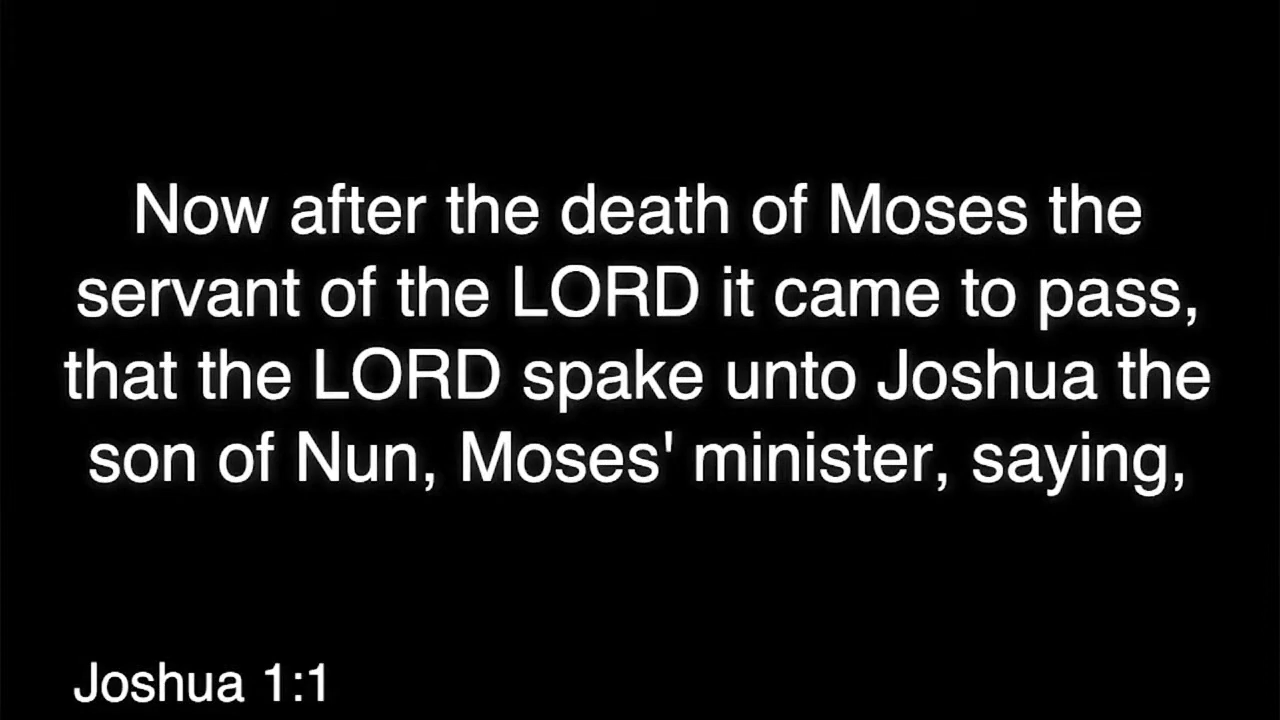 Now after the death of Moses the
servant of the LORD it came to pass,
that the LORD spake unto Joshua the
son of Nun, Moses' minister, saying,
Joshua 1:1